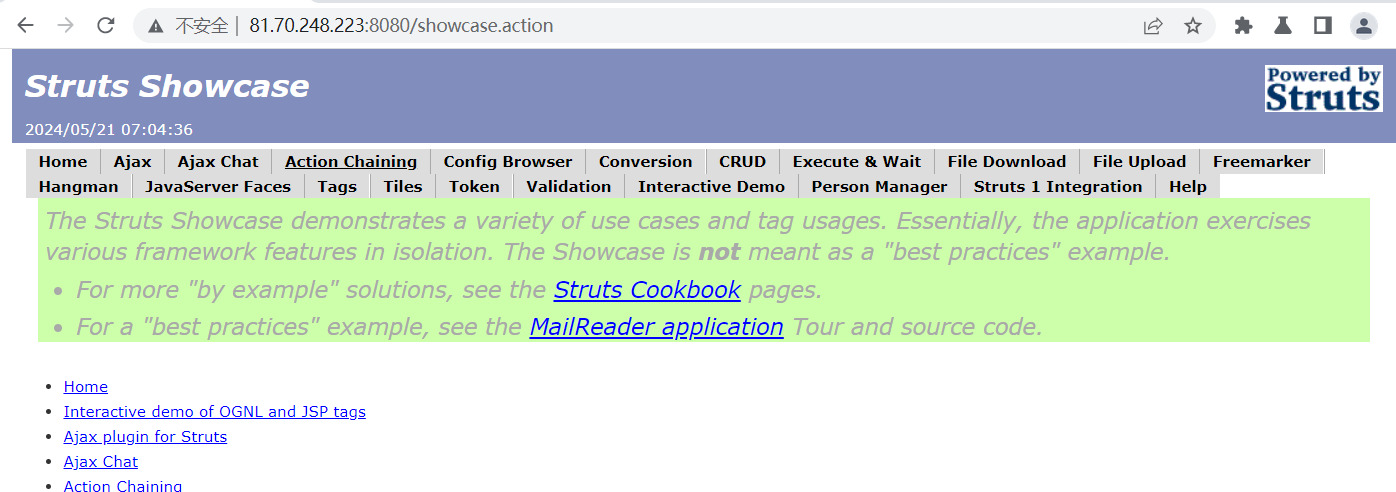 不安全 | 81.70.248.223:8080/showcase.action
Struts Showcase
Powered by
Struts
2024/05/21 07:04:36
Home Ajax Ajax Chat Action Chaining Config Browser Conversion CRUD Execute & Wait File Download File Upload Freemarker
Hangman JavaServer Faces Tags Tiles Token Validation Interactive Demo Person Manager Struts 1 Integration Help
The Struts Showcase demonstrates a variety of use cases and tag usages. Essentially, the application exercises
various framework features in isolation. The Showcase is not meant as a "best practices" example.
• For more "by example" solutions, see the Struts Cookbook pages.
• For a "best practices" example, see the MailReader application Tour and source code.
• Home
• Interactive demo of OGNL and JSP tags
• Ajax plugin for Struts
• Ajax Chat
• Action Chaining